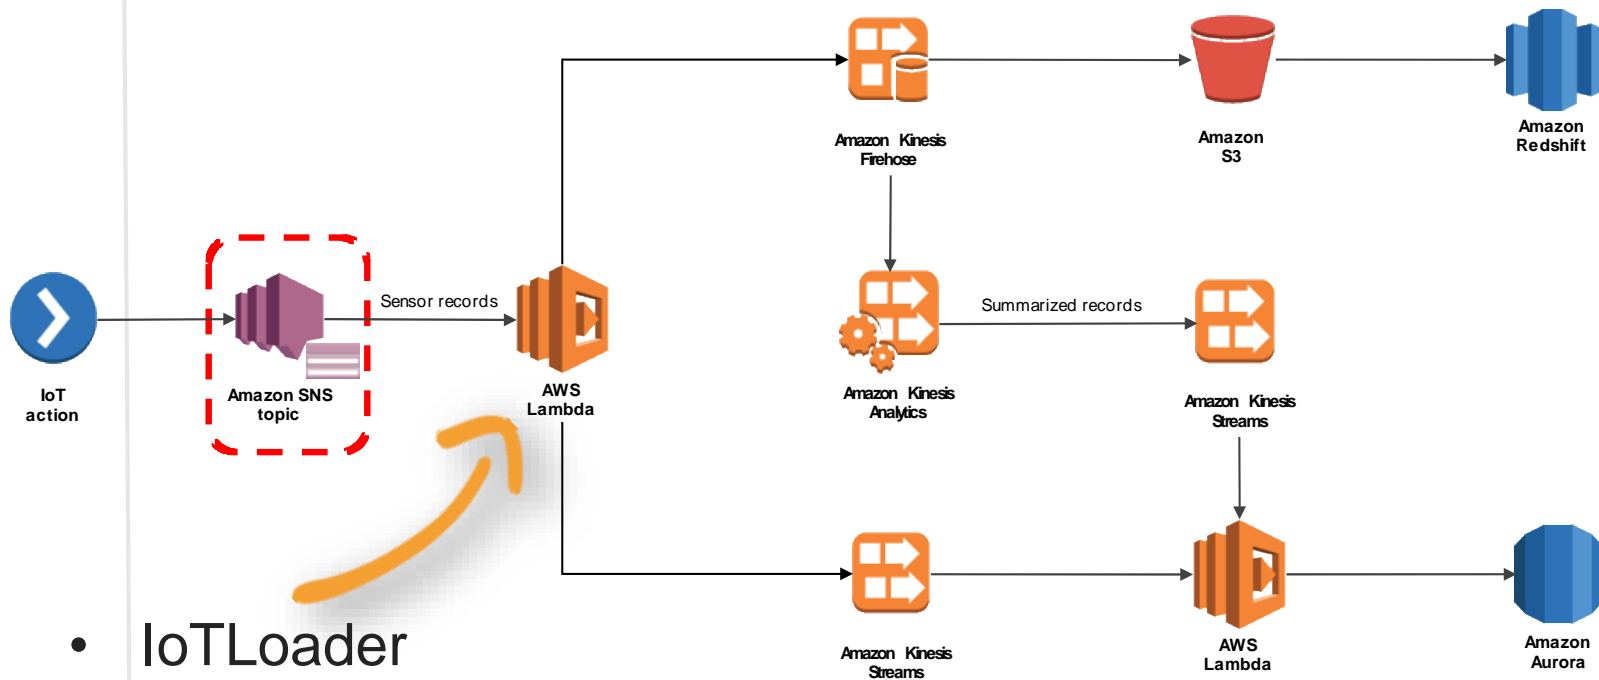 Amazon Kinesis
Firehose
Amazon
S3
Amazon
Redshift
IoT
action
Amazon SNS
topic
Sensor records
AWS
Lambda
Amazon Kinesis
Analytics
Summarized records
Amazon Kinesis
Streams
Amazon Kinesis
Streams
AWS
Lambda
Amazon
Aurora
• IoTLoader